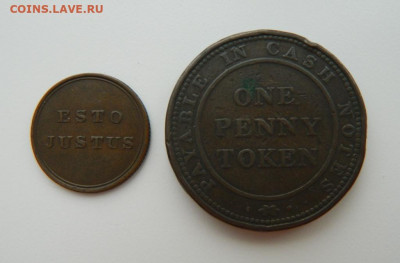 COINS.LAVE.RU
ESTO
JUSTUS
PAYABLE IN CASH NOTES
ONE
PENNY
TOKEN